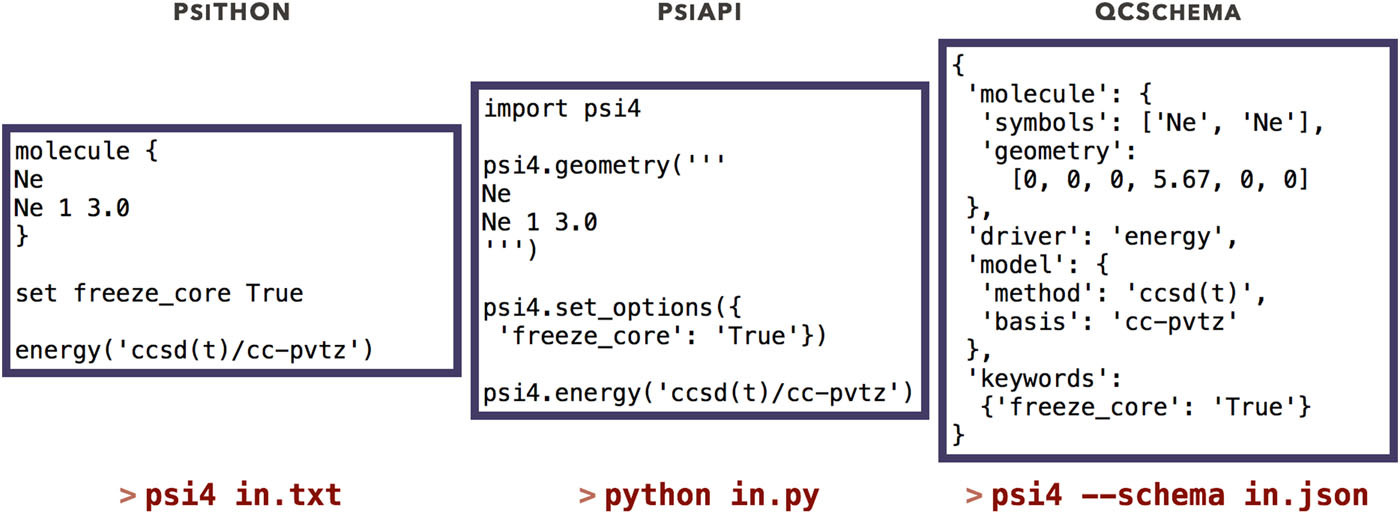 PSITHON
molecule {
Ne
Ne 1 3.0
}
set freeze_core True
energy('ccsd(t)/cc-pvtz')
> psi4 in.txt
PSIAPI
import psi4
psi4.geometry('''
Ne
Ne 1 3.0
''')
psi4.set_options({
 'freeze_core': 'True'})
psi4.energy('ccsd(t)/cc-pvtz')
> python in.py
QCSCHEMA
{
 'molecule': {
  'symbols': ['Ne', 'Ne'],
  'geometry':
    [0, 0, 0, 5.67, 0, 0]
 },
 'driver': 'energy',
 'model': {
  'method': 'ccsd(t)',
  'basis': 'cc-pvtz'
 },
 'keywords':
  {'freeze_core': 'True'}
}
> psi4 --schema in.json